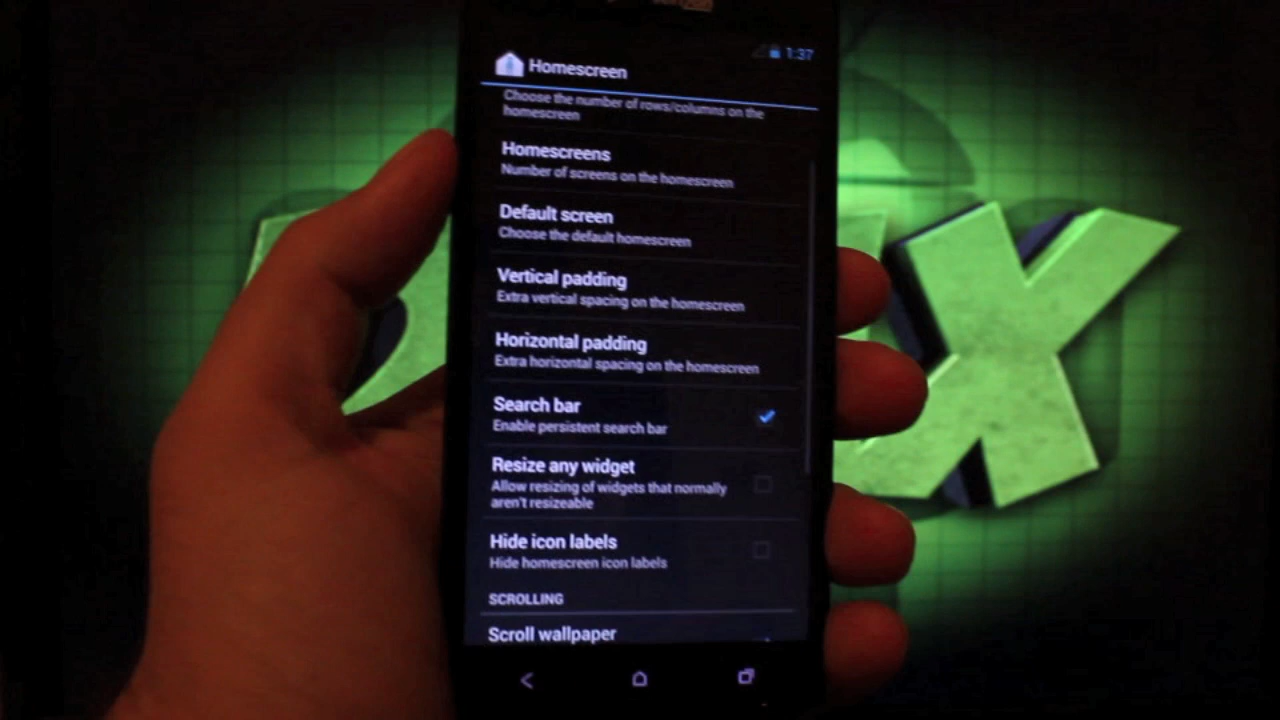 1:37
Homescreen
Choose the number of rows/columns on the
homescreen
Homescreens
Number of screens on the homescreen
Default screen
Choose the default homescreen
Vertical padding
Extra vertical spacing on the homescreen
Horizontal padding
Extra horizontal spacing on the homescreen
Search bar
Enable persistent search bar
Resize any widget
Allow resizing of widgets that normally
aren't resizeable
Hide icon labels
Hide homescreen icon labels
SCROLLING
Scroll wallpaper
X